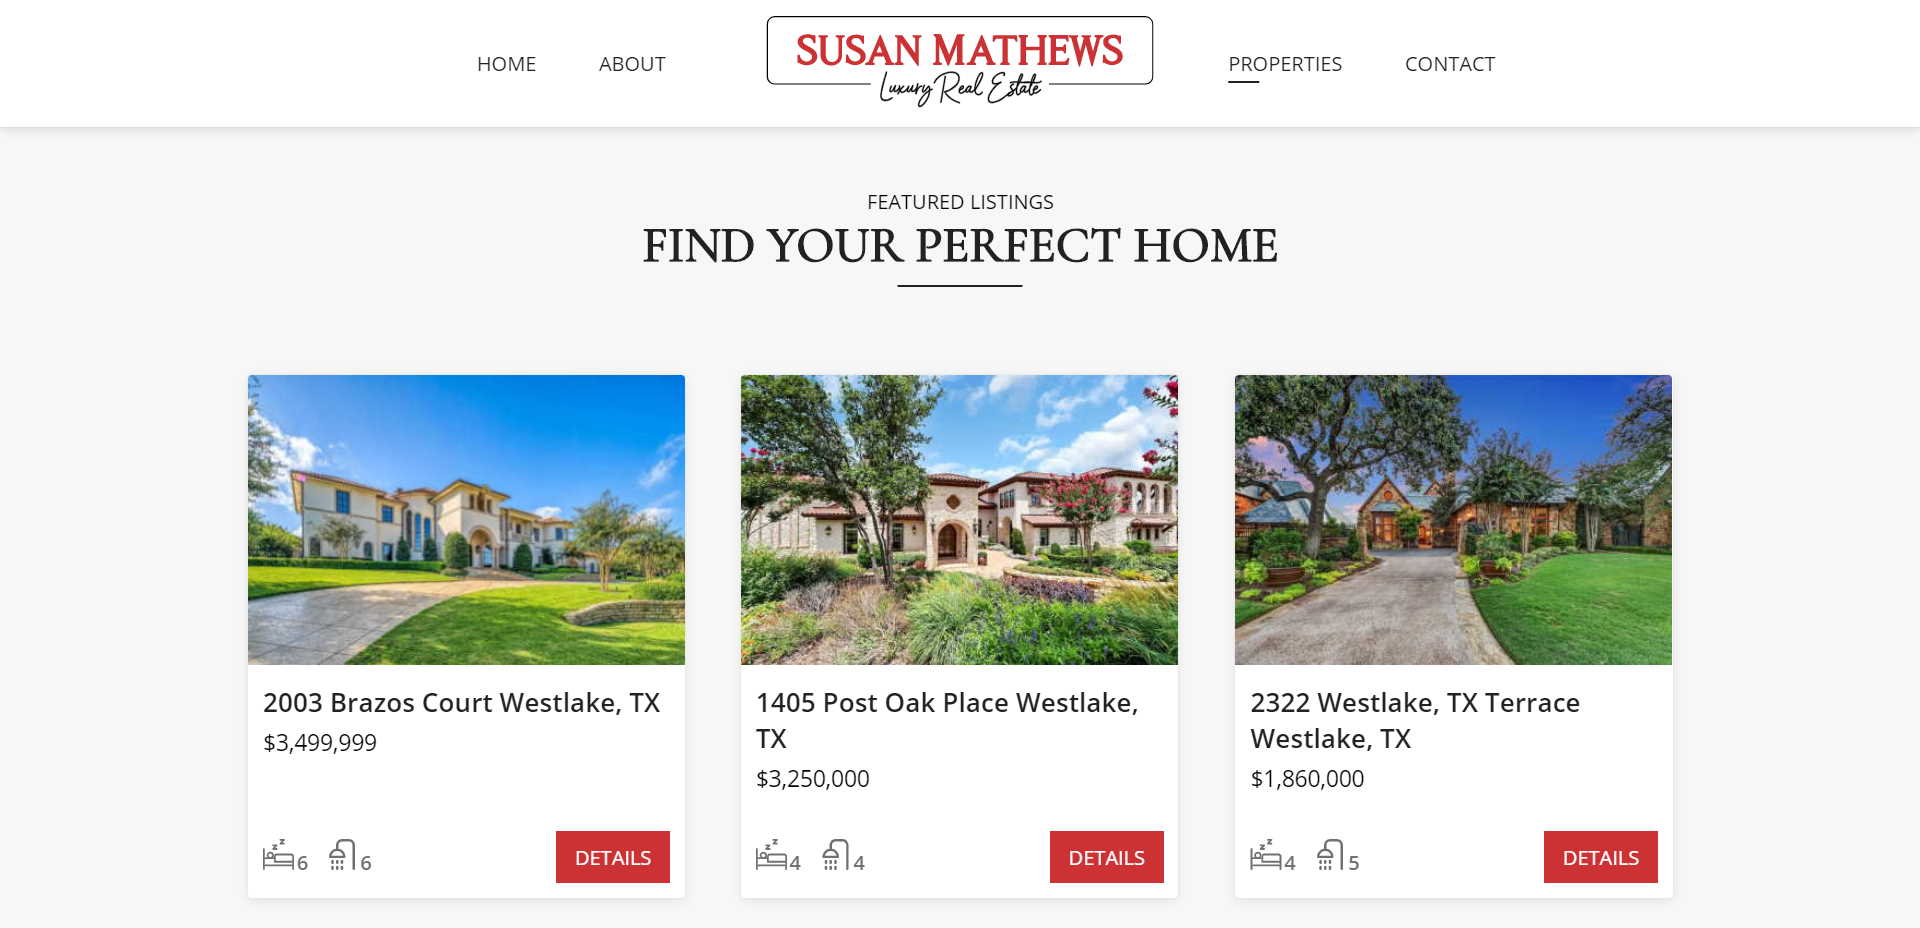 HOME
ABOUT
SUSAN MATHEWS
Luxury Real Estate
PROPERTIES
CONTACT
FEATURED LISTINGS
FIND YOUR PERFECT HOME
2003 Brazos Court Westlake, TX
$3,499,999
6
6
DETAILS
1405 Post Oak Place Westlake,
TX
$3,250,000
4
4
DETAILS
2322 Westlake, TX Terrace
Westlake, TX
$1,860,000
4
5
DETAILS